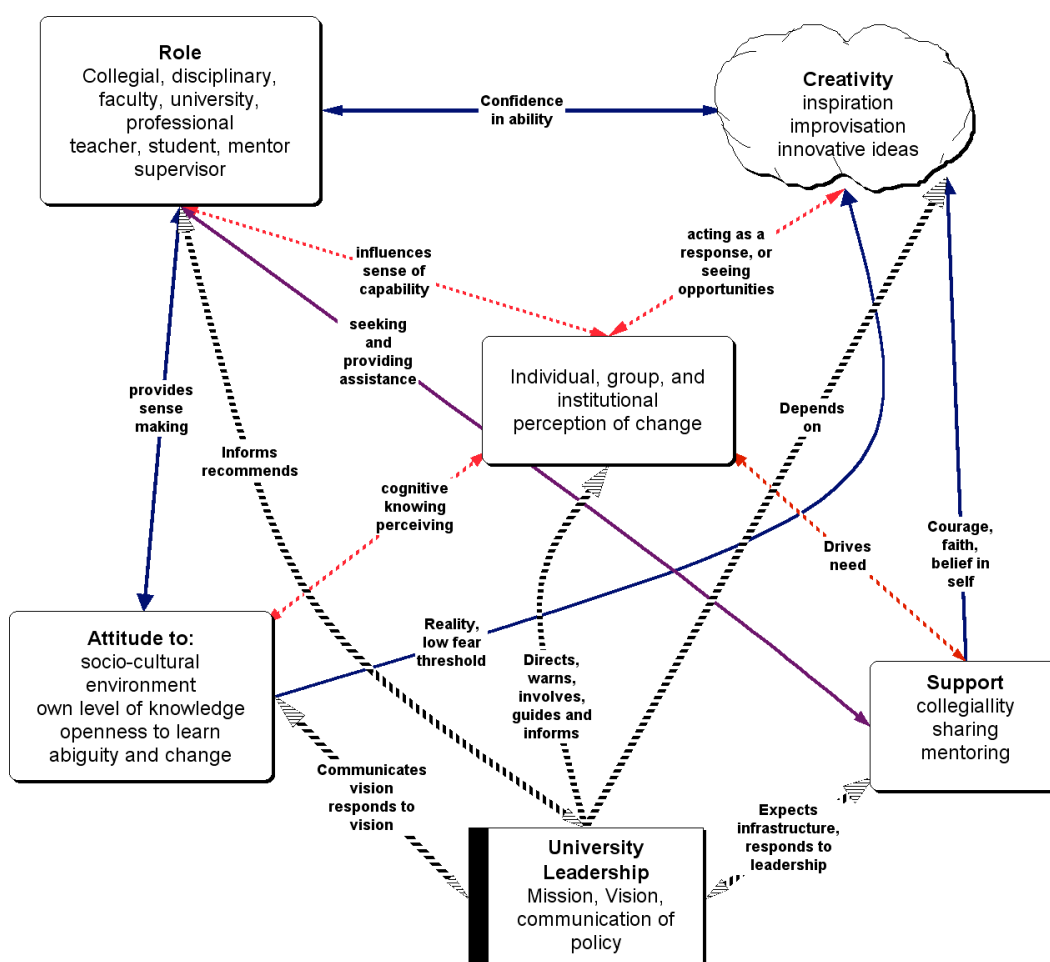 Role
Collegial, disciplinary,
faculty, university,
professional
teacher, student, mentor
supervisor
Confidence
in ability
Creativity
inspiration
improvisation
innovative ideas
influences
sense of
capability
acting as a
response, or
seeing
opportunities
seeking
and
providing
assistance
Individual, group, and
institutional
perception of change
provides
sense
making
Depends
on
Informs
recommends
cognitive
knowing
perceiving
Drives
need
Courage,
faith,
belief in
self
Attitude to:
socio-cultural
environment
own level of knowledge
openness to learn
abiguity and change
Reality,
low fear
threshold
Directs,
warns,
involves,
guides and
informs
Support
collegiallity
sharing
mentoring
Communicates
vision
responds to
vision
Expects
infrastructure,
responds to
leadership
University
Leadership
Mission, Vision,
communication of
policy